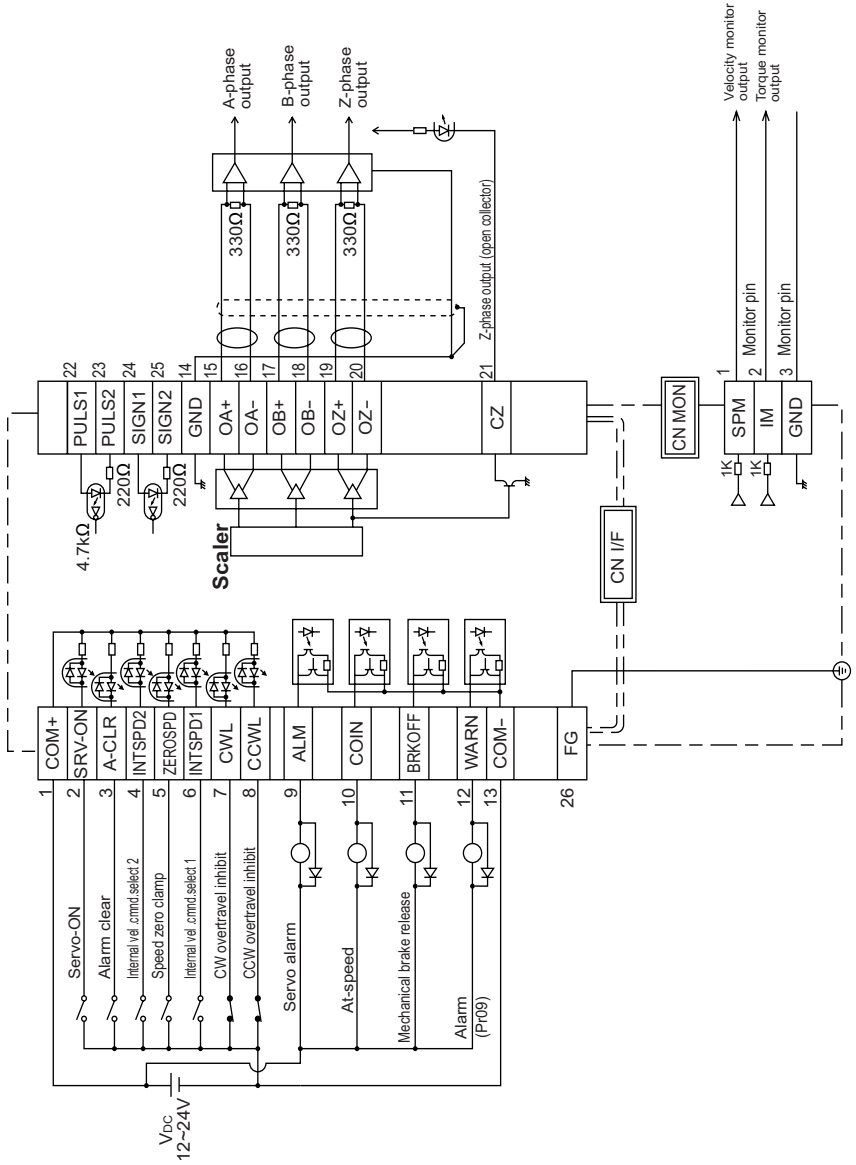 VDC
12~24V
Servo-ON
Alarm clear
Internal vel .cmnd.select 2
Speed zero clamp
Internal vel .cmnd.select 1
CW overtravel inhibit
CCW overtravel inhibit
Servo alarm
At-speed
Mechanical brake release
Alarm
(Pr09)
1
2
3
4
5
6
7
8
9
10
11
12
13
26
COM+
SRV-ON
A-CLR
INTSPD2
ZEROSPD
INTSPD1
CWL
CCWL
ALM
COIN
BRKOFF
WARN
COM−
FG
4.7kΩ
220Ω
220Ω
Scaler
CN I/F
PULS1
PULS2
SIGN1
SIGN2
GND
OA+
OA−
OB+
OB−
OZ+
OZ−
CZ
22
23
24
25
14
15
16
17
18
19
20
21
330Ω
330Ω
330Ω
A-phase
output
B-phase
output
Z-phase
output
Z-phase output (open collector)
CN MON
1K
1K
SPM
IM
GND
1
2
3
Monitor pin
Monitor pin
Velocity monitor
output
Torque monitor
output